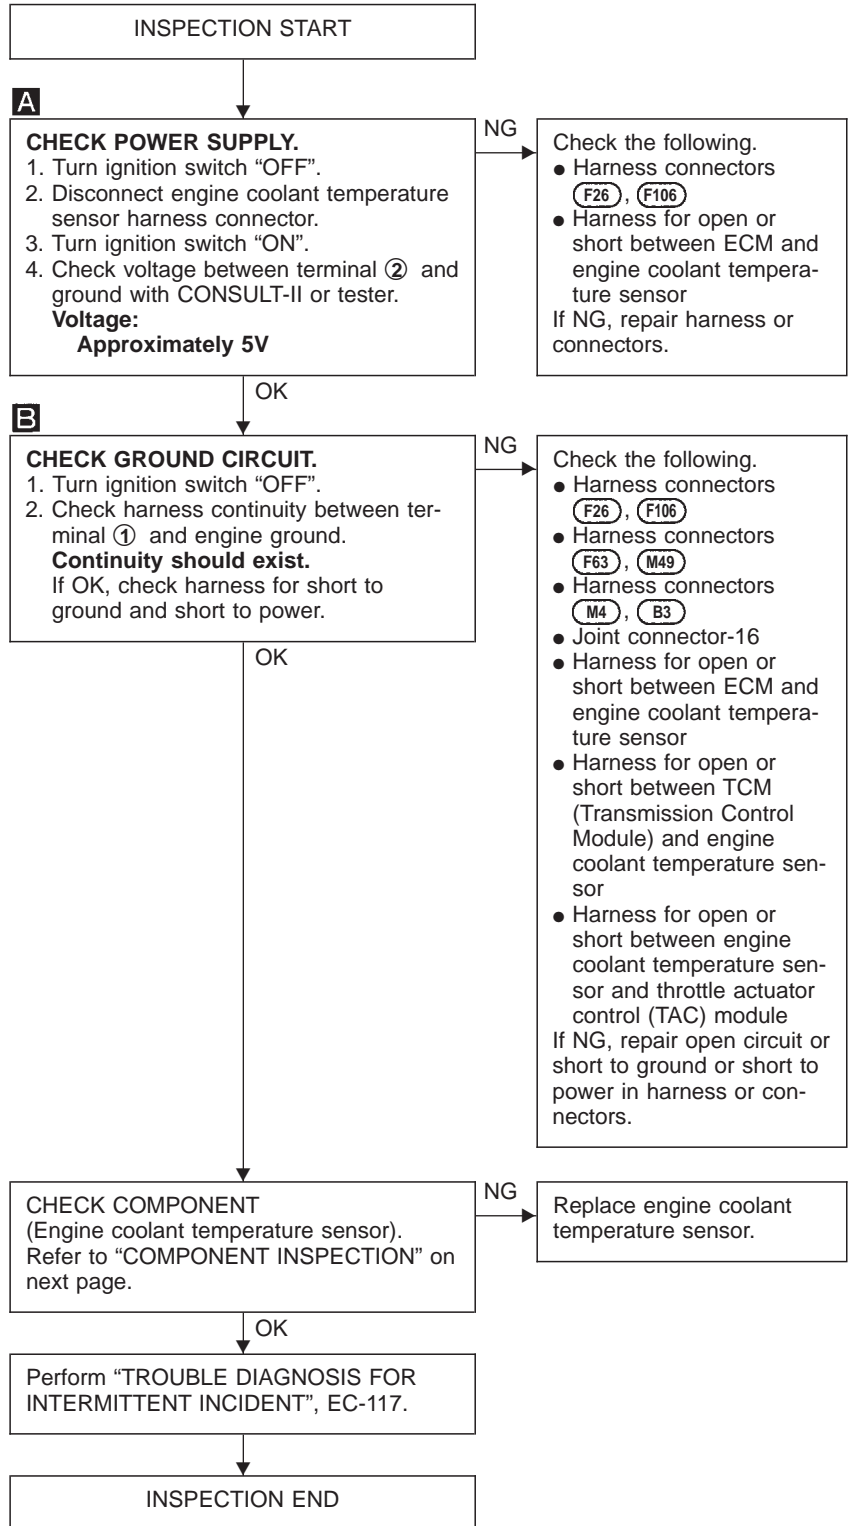 INSPECTION START
A
CHECK POWER SUPPLY.
1. Turn ignition switch “OFF”.
2. Disconnect engine coolant temperature
sensor harness connector.
3. Turn ignition switch “ON”.
4. Check voltage between terminal ② and
ground with CONSULT-II or tester.
Voltage:
Approximately 5V
NG
Check the following.
● Harness connectors
F26 , F106
● Harness for open or
short between ECM and
engine coolant tempera-
ture sensor
If NG, repair harness or
connectors.
OK
B
CHECK GROUND CIRCUIT.
1. Turn ignition switch “OFF”.
2. Check harness continuity between ter-
minal ① and engine ground.
Continuity should exist.
If OK, check harness for short to
ground and short to power.
NG
Check the following.
● Harness connectors
F26 , F106
● Harness connectors
F63 , M49
● Harness connectors
M4 , B3
● Joint connector-16
● Harness for open or
short between ECM and
engine coolant tempera-
ture sensor
● Harness for open or
short between TCM
(Transmission Control
Module) and engine
coolant temperature sen-
sor
● Harness for open or
short between engine
coolant temperature sen-
sor and throttle actuator
control (TAC) module
If NG, repair open circuit or
short to ground or short to
power in harness or con-
nectors.
OK
CHECK COMPONENT
(Engine coolant temperature sensor).
Refer to “COMPONENT INSPECTION” on
next page.
NG
Replace engine coolant
temperature sensor.
OK
Perform “TROUBLE DIAGNOSIS FOR
INTERMITTENT INCIDENT”, EC-117.
INSPECTION END